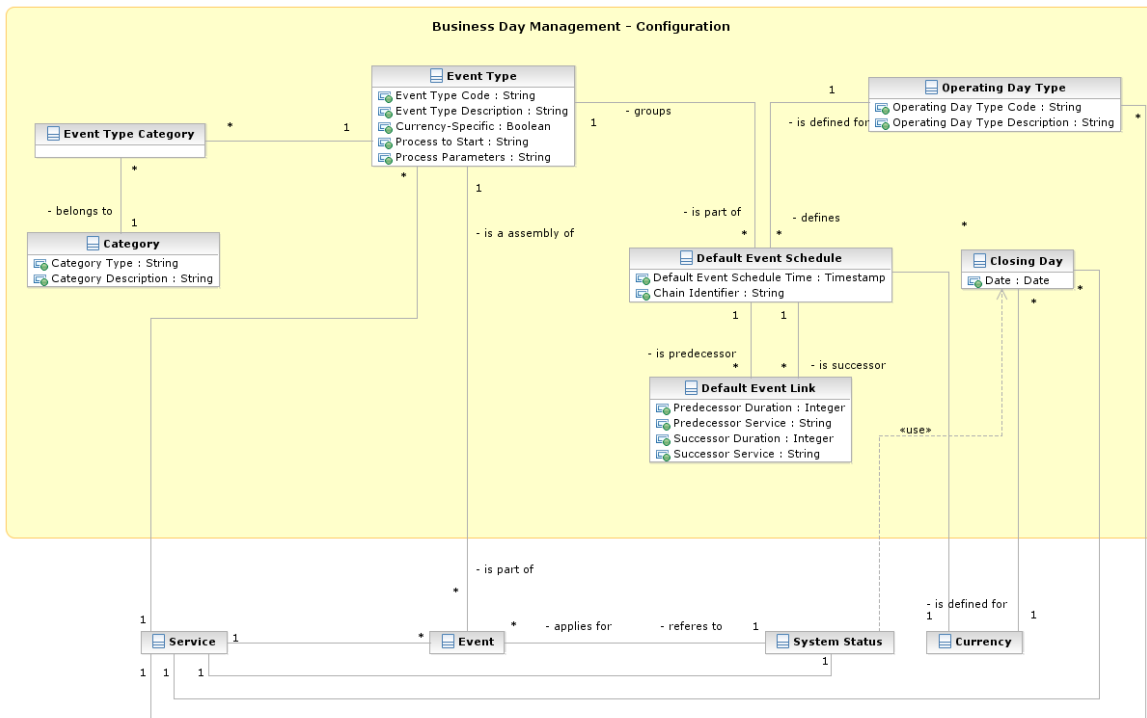 Business Day Management - Configuration
Event Type
Event Type Code : String
Event Type Description : String
Currency-Specific : Boolean
Process to Start : String
Process Parameters : String
Operating Day Type
Operating Day Type Code : String
Operating Day Type Description : String
Event Type Category
*
1
1
- groups
1
- is defined for
*
*
*
1
- belongs to
1
- is a assembly of
- is part of
*
- defines
*
*
Category
Category Type : String
Category Description : String
Default Event Schedule
Default Event Schedule Time : Timestamp
Chain Identifier : String
Closing Day
Date : Date
*
*
1
1
- is predecessor
*
- is successor
*
Default Event Link
Predecessor Duration : Integer
Predecessor Service : String
Successor Duration : Integer
Successor Service : String
«use»
- is part of
*
1
1
*
*
- applies for
- referes to
1
- is defined for
1
1
Service
Event
System Status
Currency
1
1
1
1